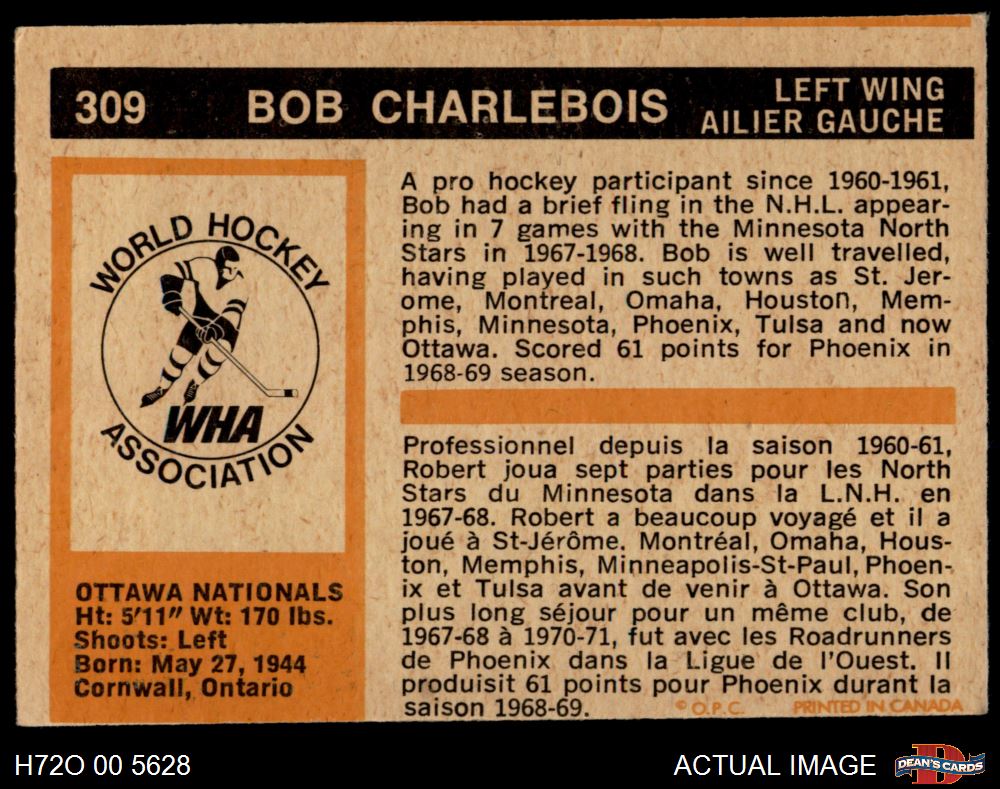 309 BOB CHARLEBOIS LEFT WING
AILIER GAUCHE
WORLD HOCKEY
WHA
ASSOCIATION
OTTAWA NATIONALS
Ht: 5'11" Wt: 170 lbs.
Shoots: Left
Born: May 27, 1944
Cornwall, Ontario
A pro hockey participant since 1960-1961,
Bob had a brief fling in the N.H.L. appear-
ing in 7 games with the Minnesota North
Stars in 1967-1968. Bob is well travelled,
having played in such towns as St. Jer-
ome, Montreal, Omaha, Houston, Mem-
phis, Minnesota, Phoenix, Tulsa and now
Ottawa. Scored 61 points for Phoenix in
1968-69 season.
Professionnel depuis la saison 1960-61,
Robert joua sept parties pour les North
Stars du Minnesota dans la L.N.H. en
1967-68. Robert a beaucoup voyagé et il a
joué à St-Jérôme. Montréal, Omaha, Hous-
ton, Memphis, Minneapolis-St-Paul, Phoen-
ix et Tulsa avant de venir à Ottawa. Son
plus long séjour pour un même club, de
1967-68 à 1970-71, fut avec les Roadrunners
de Phoenix dans la Ligue de l'Ouest. Il
produisit 61 points pour Phoenix durant la
saison 1968-69.
© O.P.C. PRINTED IN CANADA
H72O 00 5628 ACTUAL IMAGE D DEAN'S CARDS